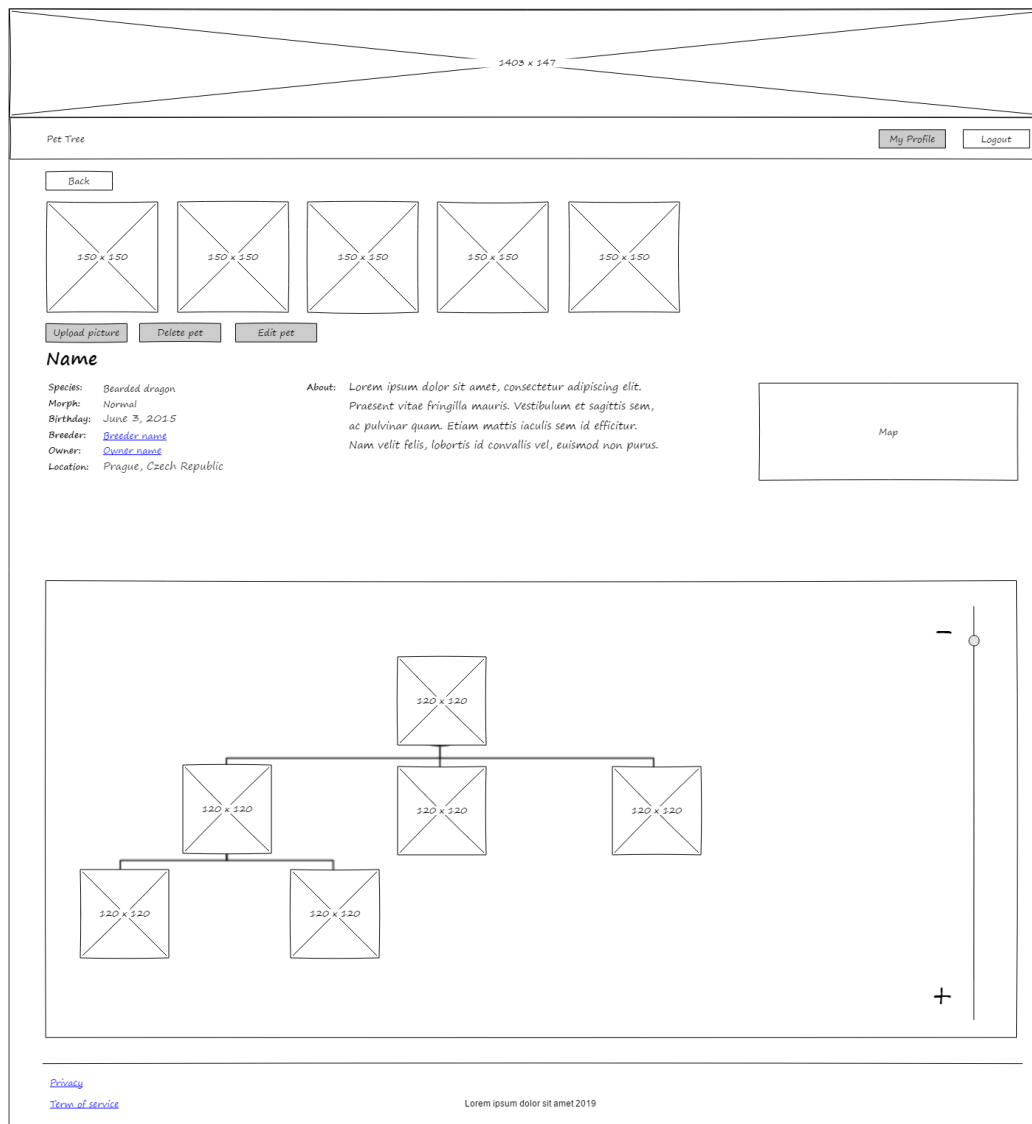 1403 x 147
Pet Tree
My Profile
Logout
Back
150 x 150
150 x 150
150 x 150
150 x 150
150 x 150
Upload picture
Delete pet
Edit pet
Name
Species: Bearded dragon
Morph: Normal
Birthday: June 3, 2015
Breeder: Breeder name
Owner: Owner name
Location: Prague, Czech Republic
About: Lorem ipsum dolor sit amet, consectetur adipiscing elit.
Praesent vitae fringilla mauris. Vestibulum et sagittis sem,
ac pulvinar quam. Etiam mattis iaculis sem id efficitur.
Nam velit felis, lobortis id convallis vel, euismod non purus.
Map
−
120 x 120
120 x 120
120 x 120
120 x 120
120 x 120
120 x 120
+
Privacy
Term of service
Lorem ipsum dolor sit amet 2019